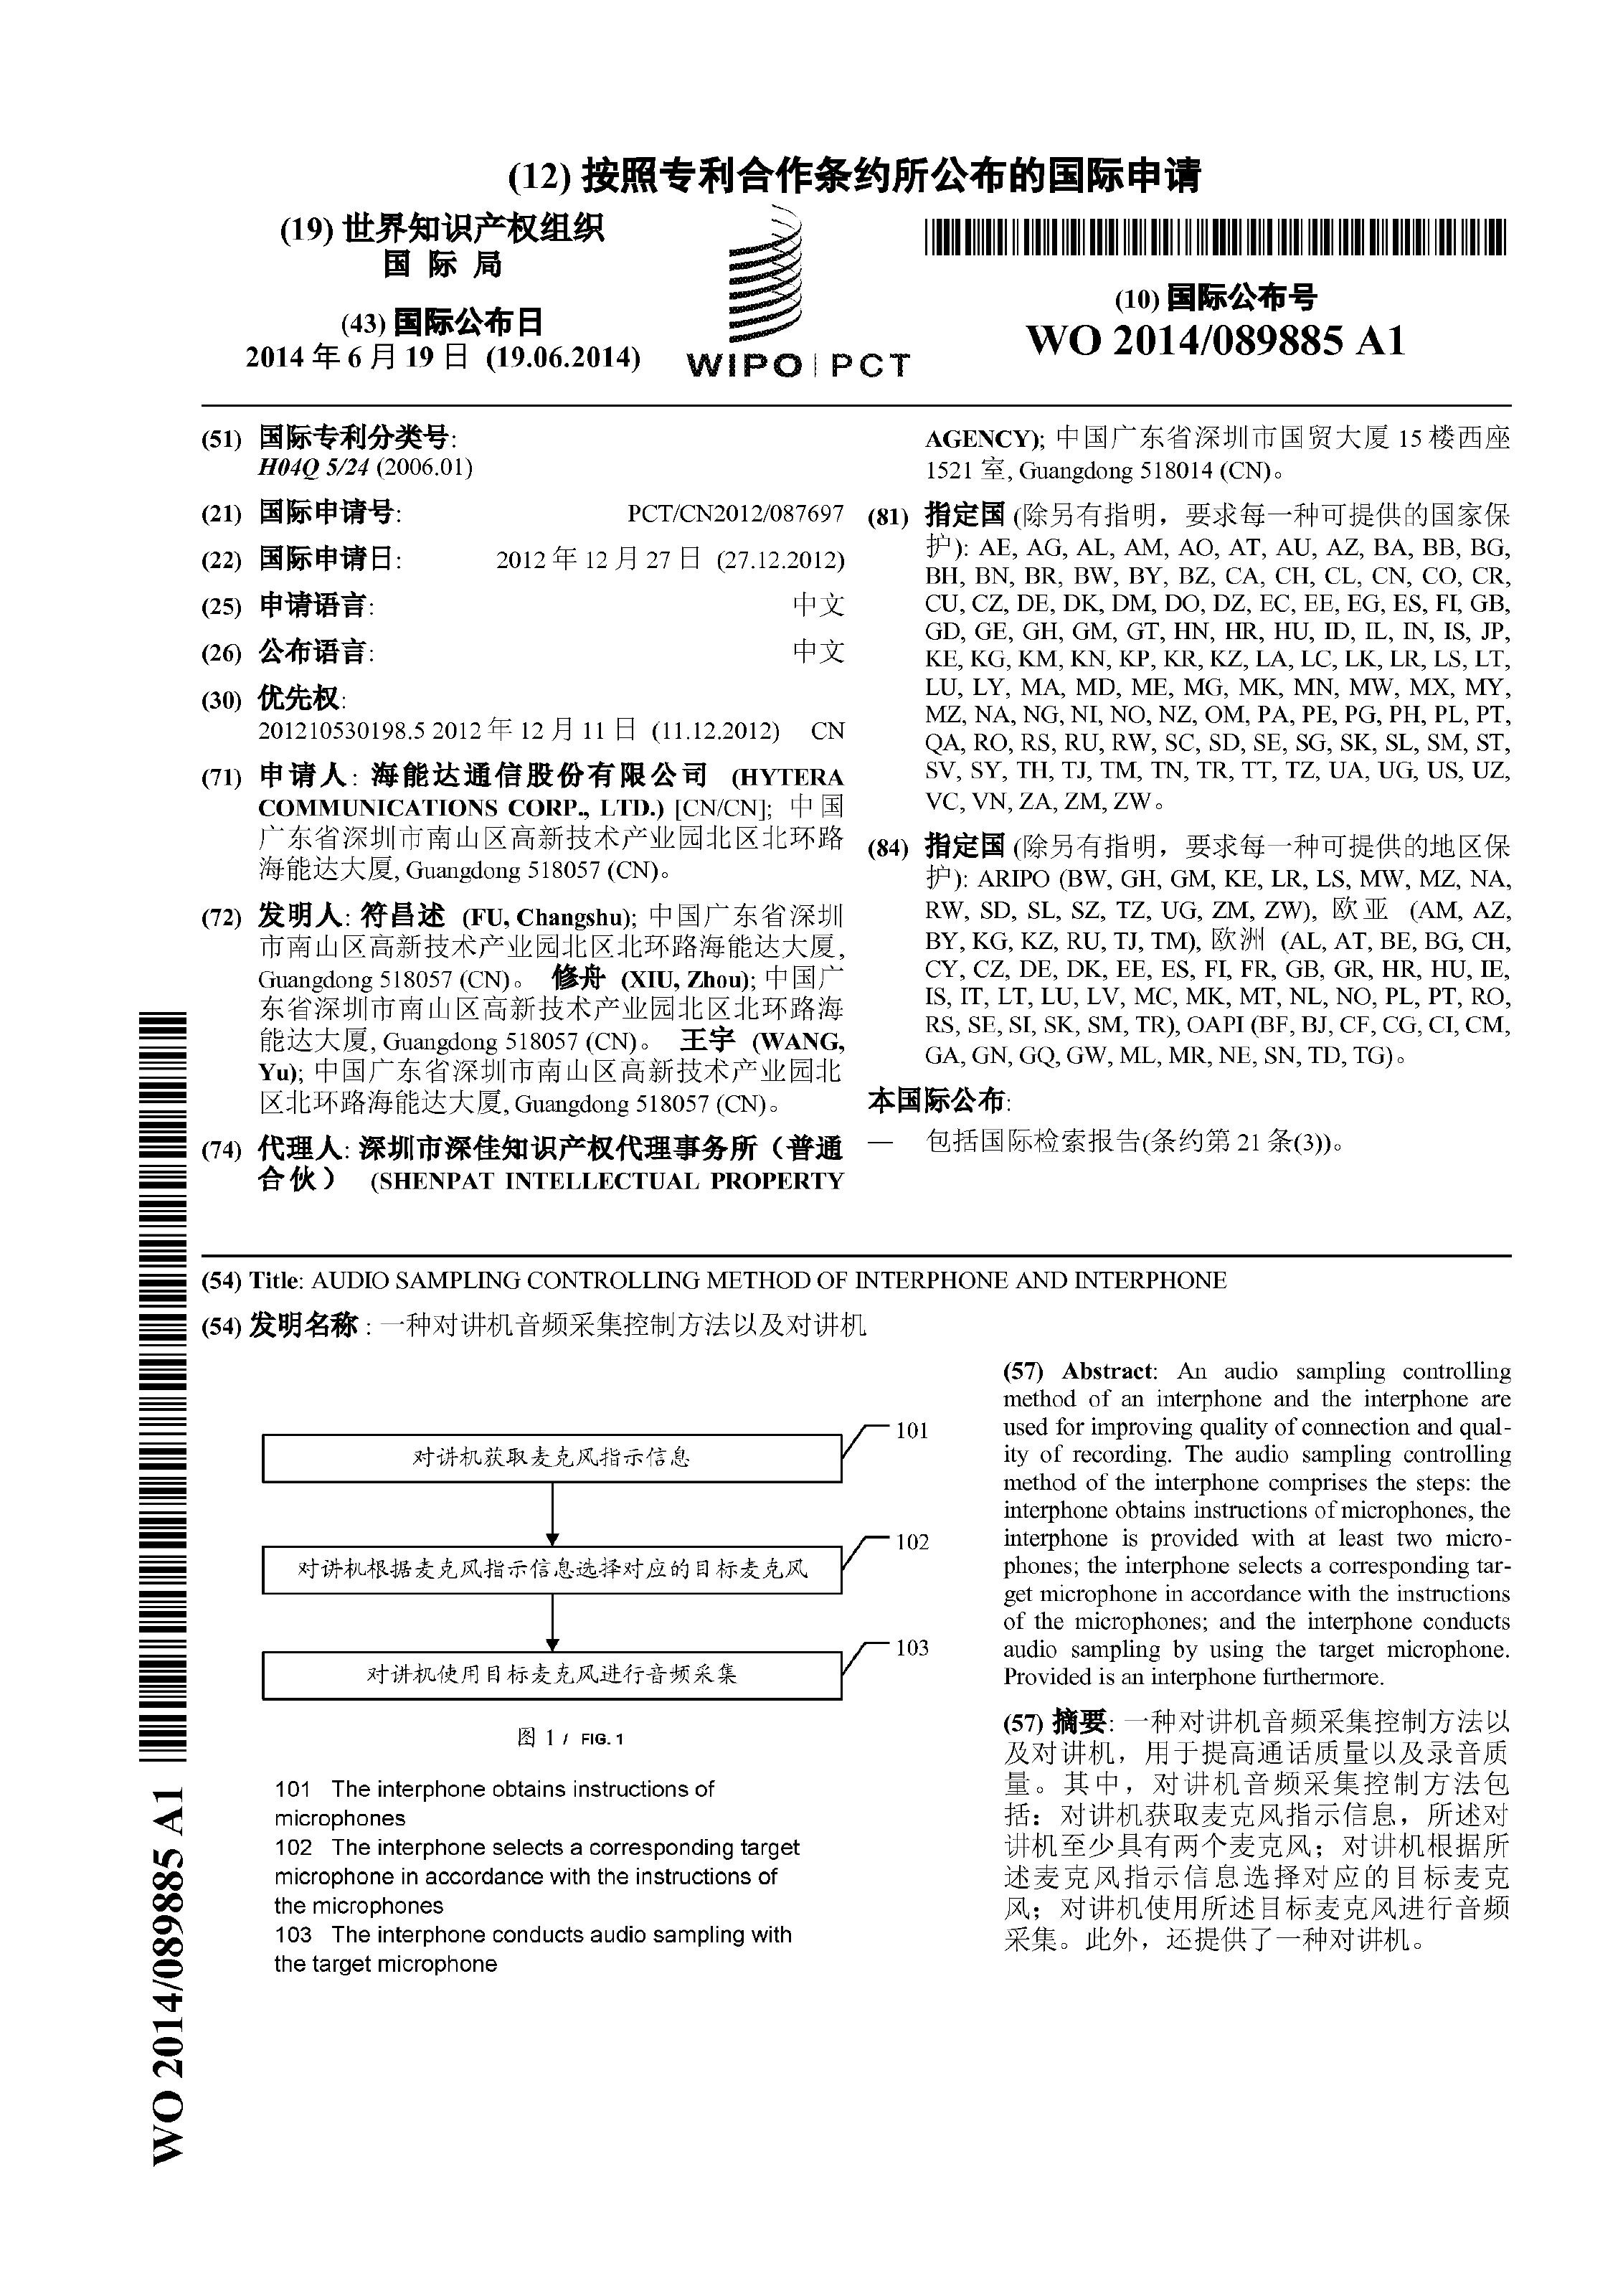 (12) 按照专利合作条约所公布的国际申请
(19) 世界知识产权组织
国 际 局
(43) 国际公布日
2014 年 6 月 19 日 (19.06.2014)
WIPO | PCT
(10) 国际公布号
WO 2014/089885 A1
(51) 国际专利分类号:
H04Q 5/24 (2006.01)
(21) 国际申请号: PCT/CN2012/087697
(22) 国际申请日: 2012 年 12 月 27 日 (27.12.2012)
(25) 申请语言: 中文
(26) 公布语言: 中文
(30) 优先权:
201210530198.5 2012 年 12 月 11 日 (11.12.2012) CN
(71) 申请人: 海能达通信股份有限公司 (HYTERA
COMMUNICATIONS CORP., LTD.) [CN/CN]; 中国
广东省深圳市南山区高新技术产业园北区北环路
海能达大厦, Guangdong 518057 (CN)。
(72) 发明人: 符昌述 (FU, Changshu); 中国广东省深圳
市南山区高新技术产业园北区北环路海能达大厦,
Guangdong 518057 (CN)。 修舟 (XIU, Zhou); 中国广
东省深圳市南山区高新技术产业园北区北环路海
能达大厦, Guangdong 518057 (CN)。 王宇 (WANG,
Yu); 中国广东省深圳市南山区高新技术产业园北
区北环路海能达大厦, Guangdong 518057 (CN)。
(74) 代理人: 深圳市深佳知识产权代理事务所（普通
合伙） (SHENPAT INTELLECTUAL PROPERTY
AGENCY); 中国广东省深圳市国贸大厦 15 楼西座
1521 室, Guangdong 518014 (CN)。
(81) 指定国 (除另有指明，要求每一种可提供的国家保
护): AE, AG, AL, AM, AO, AT, AU, AZ, BA, BB, BG,
BH, BN, BR, BW, BY, BZ, CA, CH, CL, CN, CO, CR,
CU, CZ, DE, DK, DM, DO, DZ, EC, EE, EG, ES, FI, GB,
GD, GE, GH, GM, GT, HN, HR, HU, ID, IL, IN, IS, JP,
KE, KG, KM, KN, KP, KR, KZ, LA, LC, LK, LR, LS, LT,
LU, LY, MA, MD, ME, MG, MK, MN, MW, MX, MY,
MZ, NA, NG, NI, NO, NZ, OM, PA, PE, PG, PH, PL, PT,
QA, RO, RS, RU, RW, SC, SD, SE, SG, SK, SL, SM, ST,
SV, SY, TH, TJ, TM, TN, TR, TT, TZ, UA, UG, US, UZ,
VC, VN, ZA, ZM, ZW。
(84) 指定国 (除另有指明，要求每一种可提供的地区保
护): ARIPO (BW, GH, GM, KE, LR, LS, MW, MZ, NA,
RW, SD, SL, SZ, TZ, UG, ZM, ZW), 欧亚 (AM, AZ,
BY, KG, KZ, RU, TJ, TM), 欧洲 (AL, AT, BE, BG, CH,
CY, CZ, DE, DK, EE, ES, FI, FR, GB, GR, HR, HU, IE,
IS, IT, LT, LU, LV, MC, MK, MT, NL, NO, PL, PT, RO,
RS, SE, SI, SK, SM, TR), OAPI (BF, BJ, CF, CG, CI, CM,
GA, GN, GQ, GW, ML, MR, NE, SN, TD, TG)。
本国际公布:
— 包括国际检索报告(条约第 21 条(3))。
(54) Title: AUDIO SAMPLING CONTROLLING METHOD OF INTERPHONE AND INTERPHONE
(54) 发明名称 : 一种对讲机音频采集控制方法以及对讲机
对讲机获取麦克风指示信息 101
对讲机根据麦克风指示信息选择对应的目标麦克风 102
对讲机使用目标麦克风进行音频采集 103
图 1 / FIG. 1
101 The interphone obtains instructions of
microphones
102 The interphone selects a corresponding target
microphone in accordance with the instructions of
the microphones
103 The interphone conducts audio sampling with
the target microphone
(57) Abstract: An audio sampling controlling
method of an interphone and the interphone are
used for improving quality of connection and qual-
ity of recording. The audio sampling controlling
method of the interphone comprises the steps: the
interphone obtains instructions of microphones, the
interphone is provided with at least two micro-
phones; the interphone selects a corresponding tar-
get microphone in accordance with the instructions
of the microphones; and the interphone conducts
audio sampling by using the target microphone.
Provided is an interphone furthermore.
(57) 摘要: 一种对讲机音频采集控制方法以
及对讲机，用于提高通话质量以及录音质
量。其中，对讲机音频采集控制方法包
括：对讲机获取麦克风指示信息，所述对
讲机至少具有两个麦克风；对讲机根据所
述麦克风指示信息选择对应的目标麦克
风；对讲机使用所述目标麦克风进行音频
采集。此外，还提供了一种对讲机。
WO 2014/089885 A1